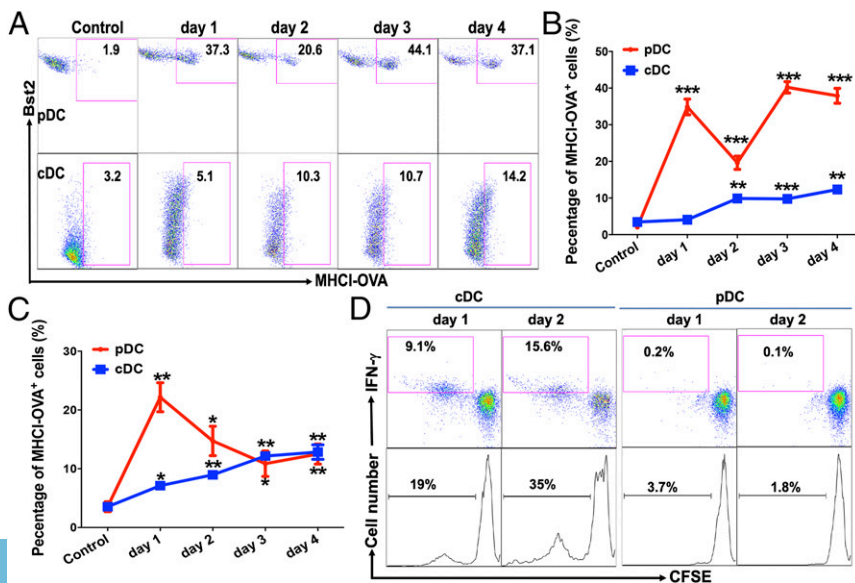 A
Control day 1 day 2 day 3 day 4
1.9 37.3 20.6 44.1 37.1
Bst2
pDC
cDC
3.2 5.1 10.3 10.7 14.2
MHCI-OVA
B
Pecentage of MHCI-OVA+ cells (%)
pDC
cDC
50
40
30
20
10
0
*** *** *** ***
** *** **
Control day 1 day 2 day 3 day 4
C
Pecentage of MHCI-OVA+ cells (%)
pDC
cDC
30
20
10
0
** * ** **
* ** * **
Control day 1 day 2 day 3 day 4
D
cDC pDC
day 1 day 2 day 1 day 2
IFN-γ
9.1% 15.6% 0.2% 0.1%
Cell number
19% 35% 3.7% 1.8%
CFSE